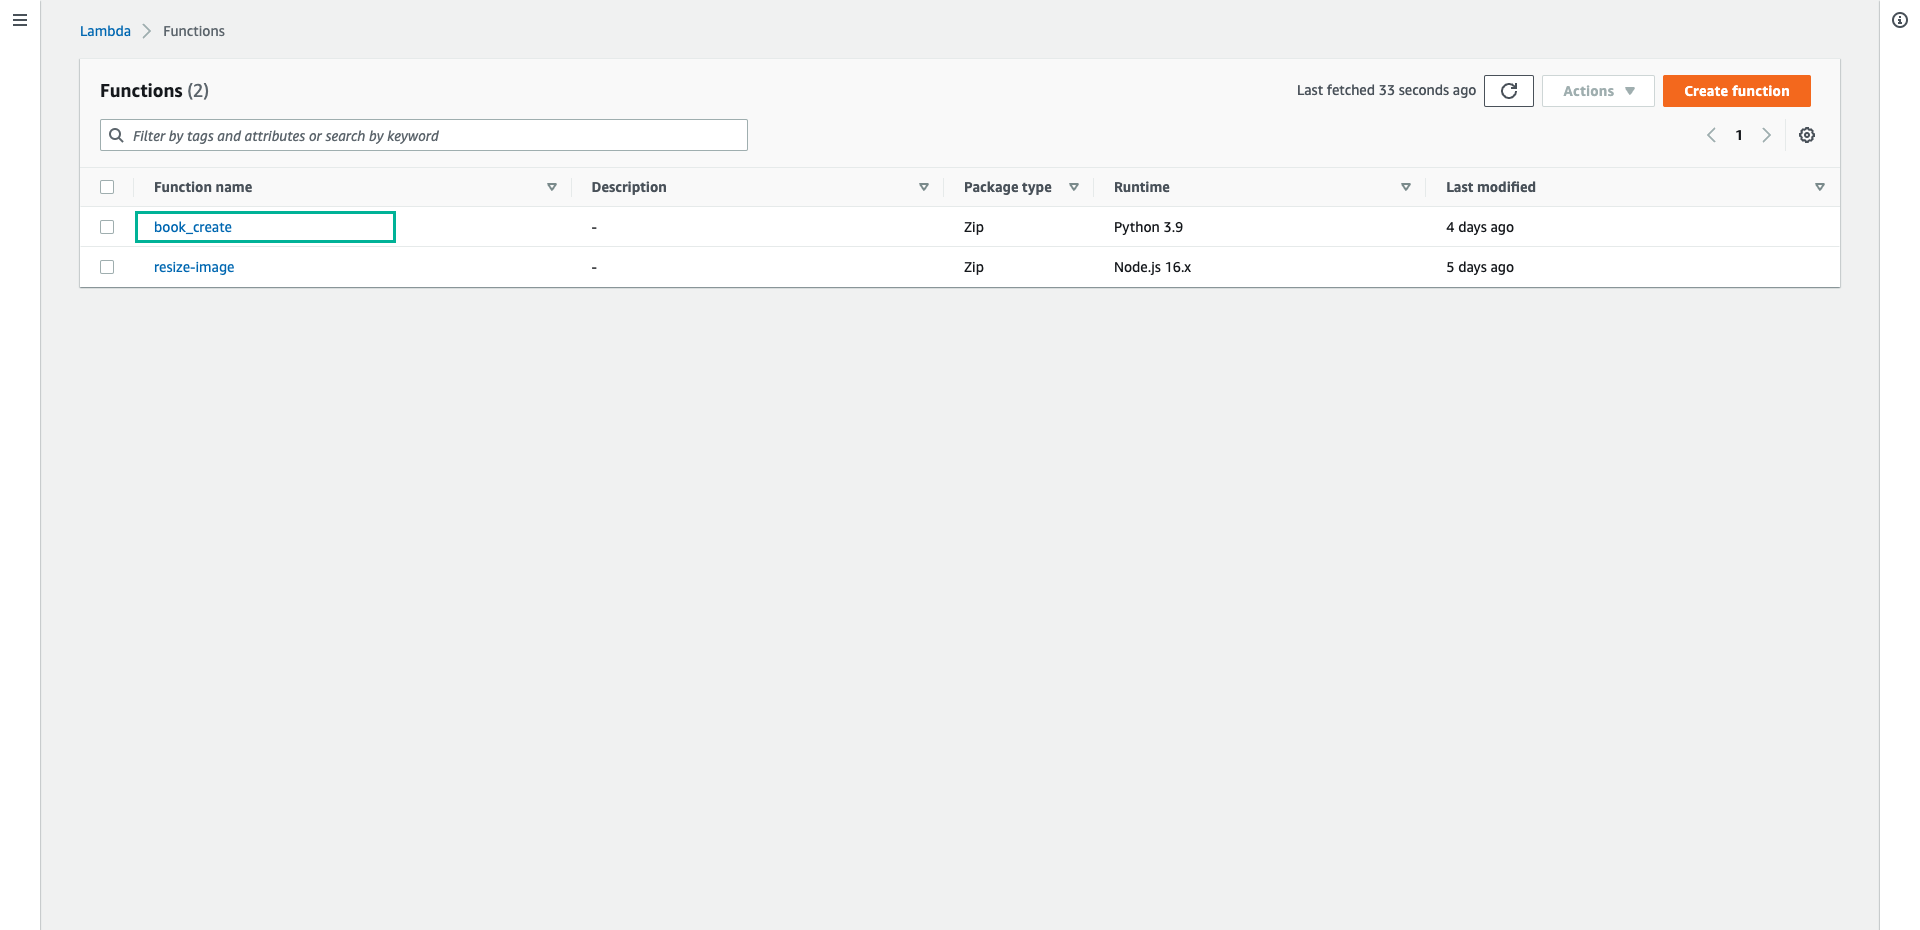 Lambda Functions
Functions (2) Last fetched 33 seconds ago Actions Create function
Filter by tags and attributes or search by keyword 1
Function name Description Package type Runtime Last modified
book_create - Zip Python 3.9 4 days ago
resize-image - Zip Node.js 16.x 5 days ago